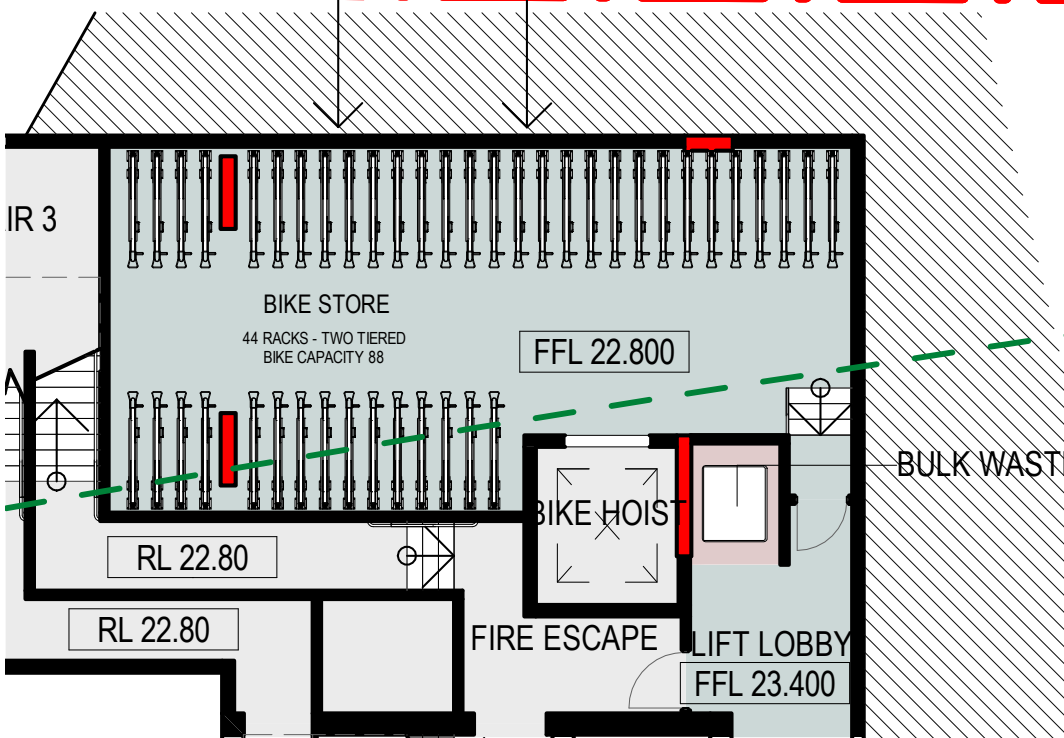 IR 3
BIKE STORE
44 RACKS - TWO TIERED
BIKE CAPACITY 88
FFL 22.800
BULK WAST
BIKE HOIST
RL 22.80
RL 22.80
FIRE ESCAPE
LIFT LOBBY
FFL 23.400